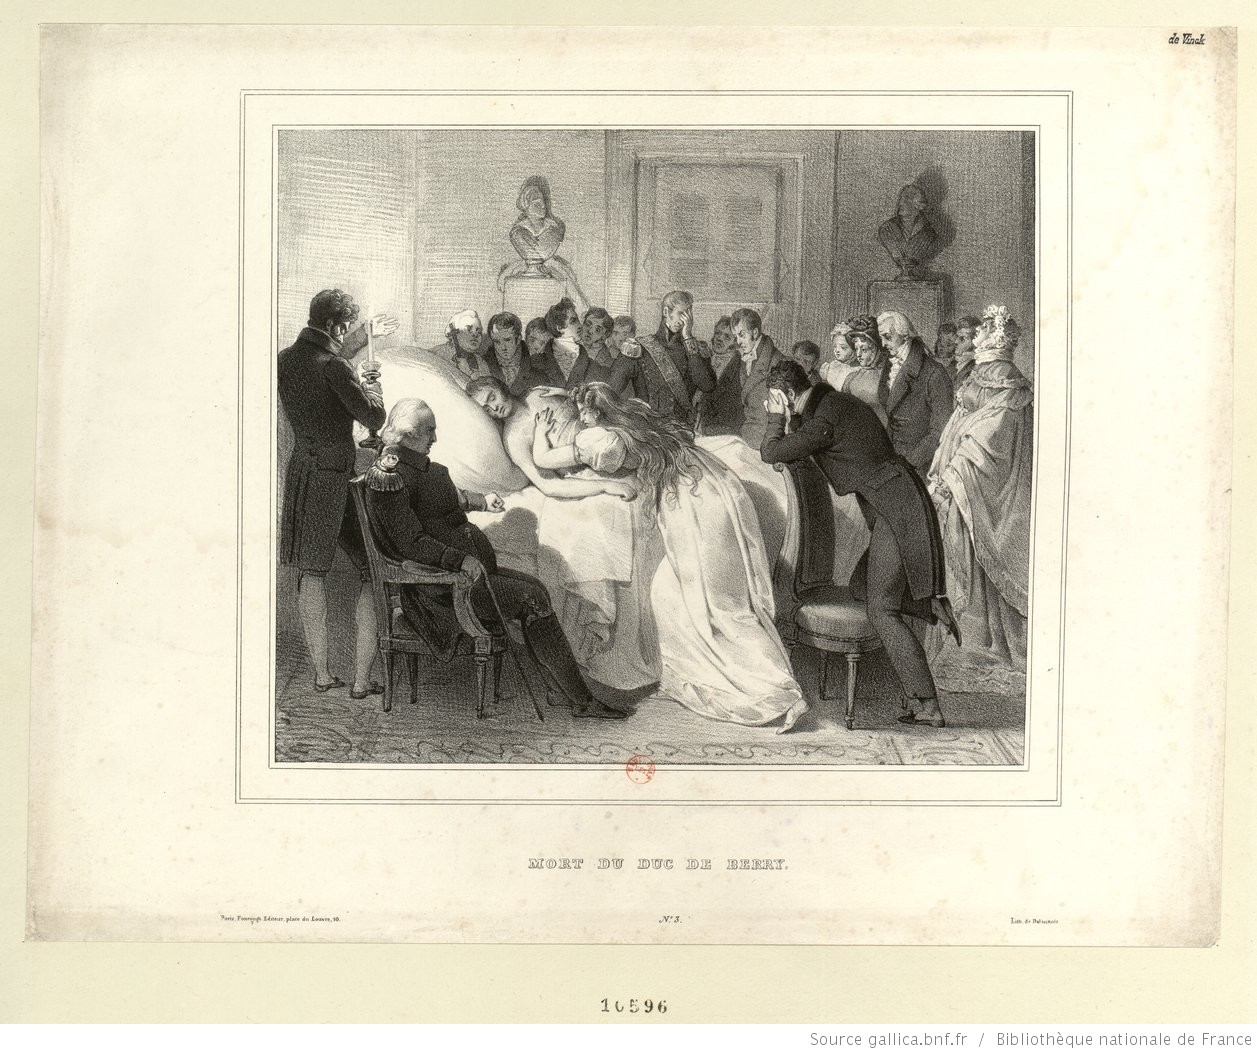 de Vinck
MORT DU DUC DE BERRY.
Paris, Editeur, place du Louvre, 10.
N.º 3.
Lith. de
10596
Source gallica.bnf.fr / Bibliothèque nationale de France